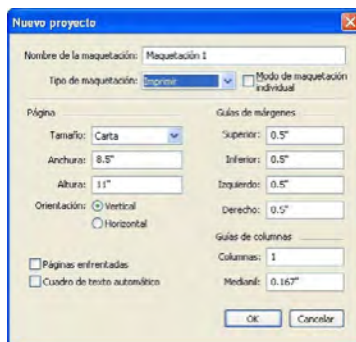 Nuevo proyecto
Nombre de la maquetación: Maquetación 1
Tipo de maquetación: Imprimir
Modo de maquetación individual
Página
Tamaño: Carta
Anchura: 8.5"
Altura: 11"
Orientación: Vertical
Horizontal
Páginas enfrentadas
Cuadro de texto automático
Guías de márgenes
Superior: 0.5"
Inferior: 0.5"
Izquierdo: 0.5"
Derecho: 0.5"
Guías de columnas
Columnas: 1
Medianil: 0.167"
OK Cancelar